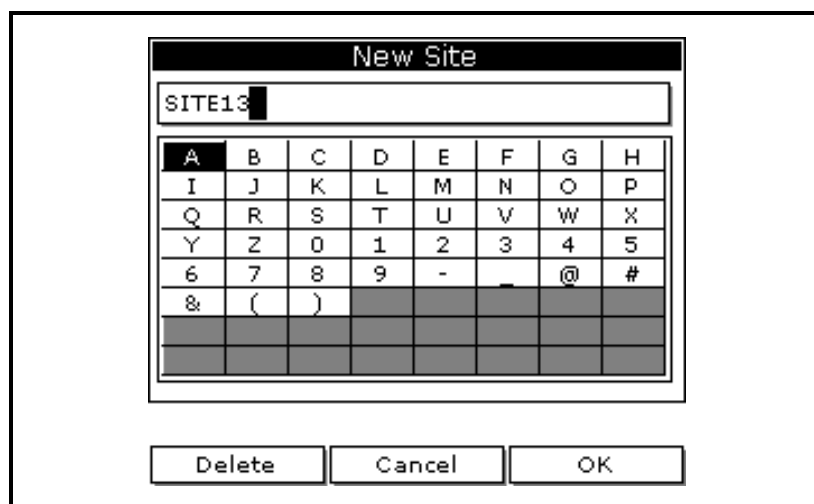 New Site
SITE13
A B C D E F G H
I J K L M N O P
Q R S T U V W X
Y Z 0 1 2 3 4 5
6 7 8 9 - _ @ #
& ( )
Delete Cancel OK